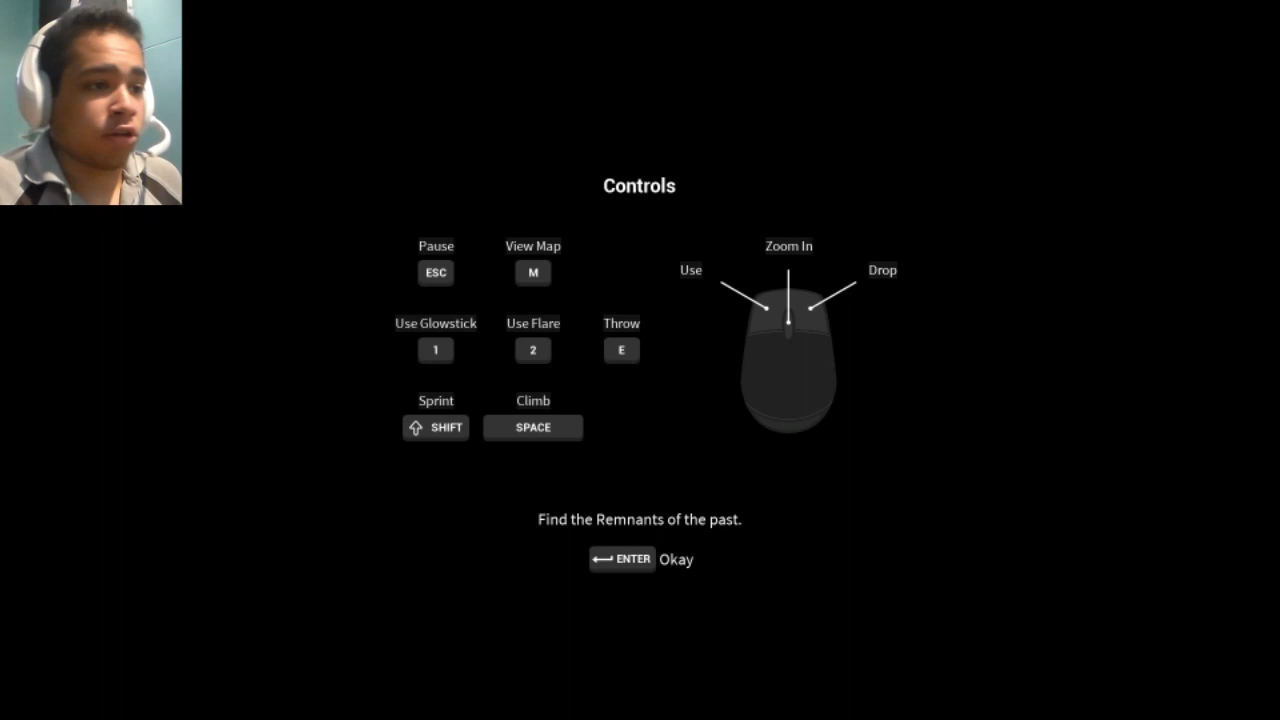 Controls
Pause
View Map
Zoom In
ESC
M
Use
Drop
Use Glowstick
Use Flare
Throw
1
2
E
Sprint
Climb
SHIFT
SPACE
Find the Remnants of the past.
ENTER Okay